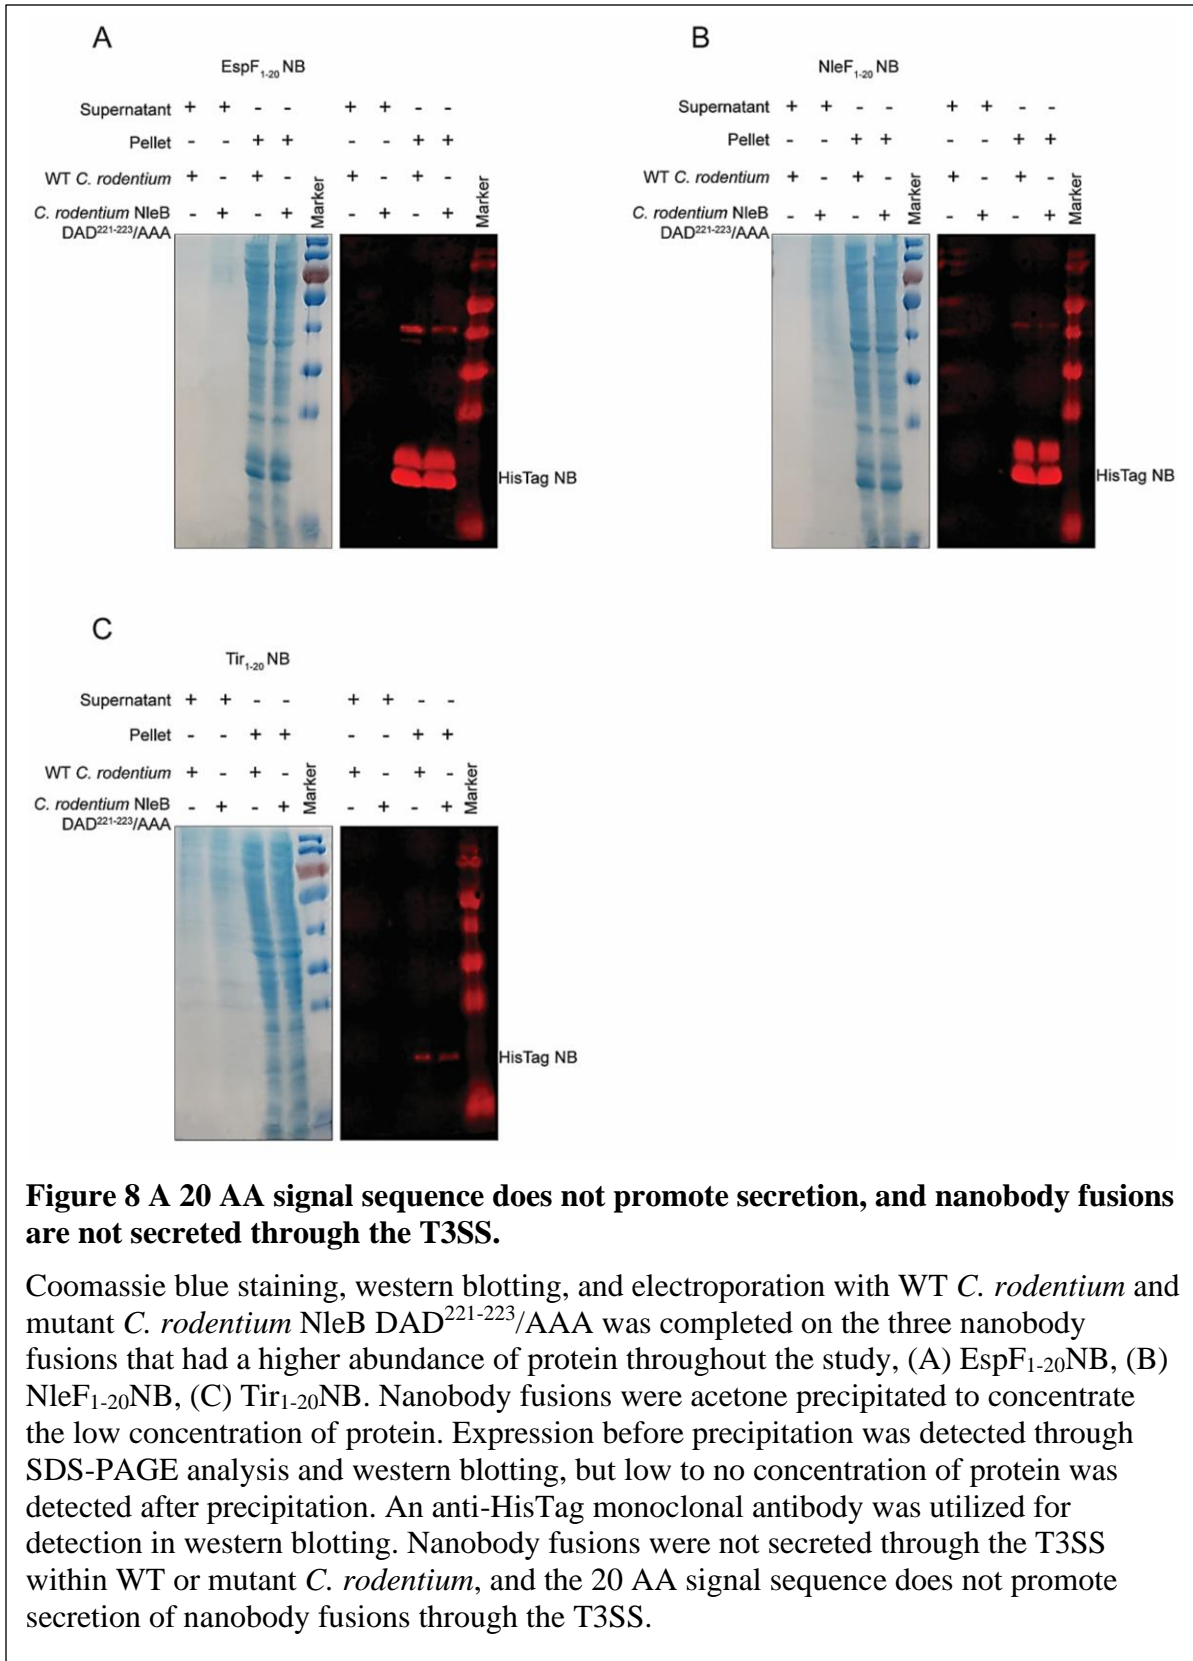 A
EspF1-20 NB
Supernatant + + - - + + - -
Pellet - - + + - - + +
WT C. rodentium + - + - + - + -
C. rodentium NleB
DAD221-223/AAA - + - + Marker - + - + Marker
HisTag NB
B
NleF1-20 NB
Supernatant + + - - + + - -
Pellet - - + + - - + +
WT C. rodentium + - + - + - + -
C. rodentium NleB
DAD221-223/AAA - + - + Marker - + - + Marker
HisTag NB
C
Tir1-20 NB
Supernatant + + - - + + - -
Pellet - - + + - - + +
WT C. rodentium + - + - + - + -
C. rodentium NleB
DAD221-223/AAA - + - + Marker - + - + Marker
HisTag NB
Figure 8 A 20 AA signal sequence does not promote secretion, and nanobody fusions
are not secreted through the T3SS.
Coomassie blue staining, western blotting, and electroporation with WT C. rodentium and
mutant C. rodentium NleB DAD221-223/AAA was completed on the three nanobody
fusions that had a higher abundance of protein throughout the study, (A) EspF1-20NB, (B)
NleF1-20NB, (C) Tir1-20NB. Nanobody fusions were acetone precipitated to concentrate
the low concentration of protein. Expression before precipitation was detected through
SDS-PAGE analysis and western blotting, but low to no concentration of protein was
detected after precipitation. An anti-HisTag monoclonal antibody was utilized for
detection in western blotting. Nanobody fusions were not secreted through the T3SS
within WT or mutant C. rodentium, and the 20 AA signal sequence does not promote
secretion of nanobody fusions through the T3SS.